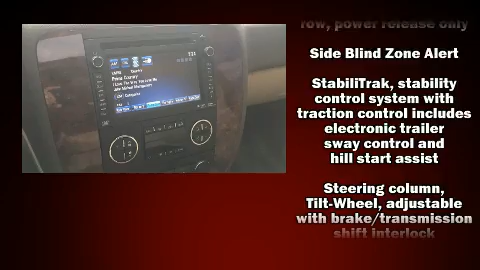 row, power release only
Side Blind Zone Alert
StabiliTrak, stability
control system with
traction control includes
electronic trailer
sway control and
hill start assist
Steering column,
Tilt-Wheel, adjustable
with brake/transmission
shift interlock